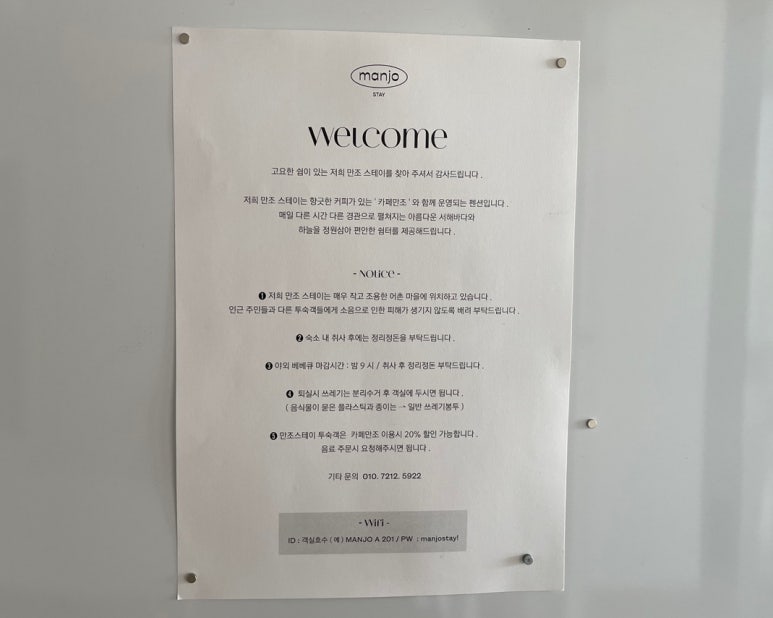 manjo
STAY
welcome
고요한 쉼이 있는 저희 만조 스테이를 찾아 주셔서 감사드립니다.
저희 만조 스테이는 향긋한 커피가 있는 '카페만조' 와 함께 운영되는 펜션입니다.
매일 다른 시간 다른 경관으로 펼쳐지는 아름다운 서해바다와
하늘을 정원삼아 편안한 쉼터를 제공해드립니다.
- Notice -
❶ 저희 만조 스테이는 매우 작고 조용한 어촌 마을에 위치하고 있습니다.
인근 주민들과 다른 투숙객들에게 소음으로 인한 피해가 생기지 않도록 배려 부탁드립니다.
❷ 숙소 내 취사 후에는 정리정돈을 부탁드립니다.
❸ 야외 베베큐 마감시간 : 밤 9 시 / 취사 후 정리정돈 부탁드립니다.
❹ 퇴실시 쓰레기는 분리수거 후 객실에 두시면 됩니다.
( 음식물이 묻은 플라스틱과 종이는 → 일반 쓰레기봉투 )
❺ 만조스테이 투숙객은 카페만조 이용시 20% 할인 가능합니다.
음료 주문시 요청해주시면 됩니다.
기타 문의 010. 7212. 5922
- Wifi -
ID : 객실호수 ( 예 ) MANJO A 201 / PW : manjostay!